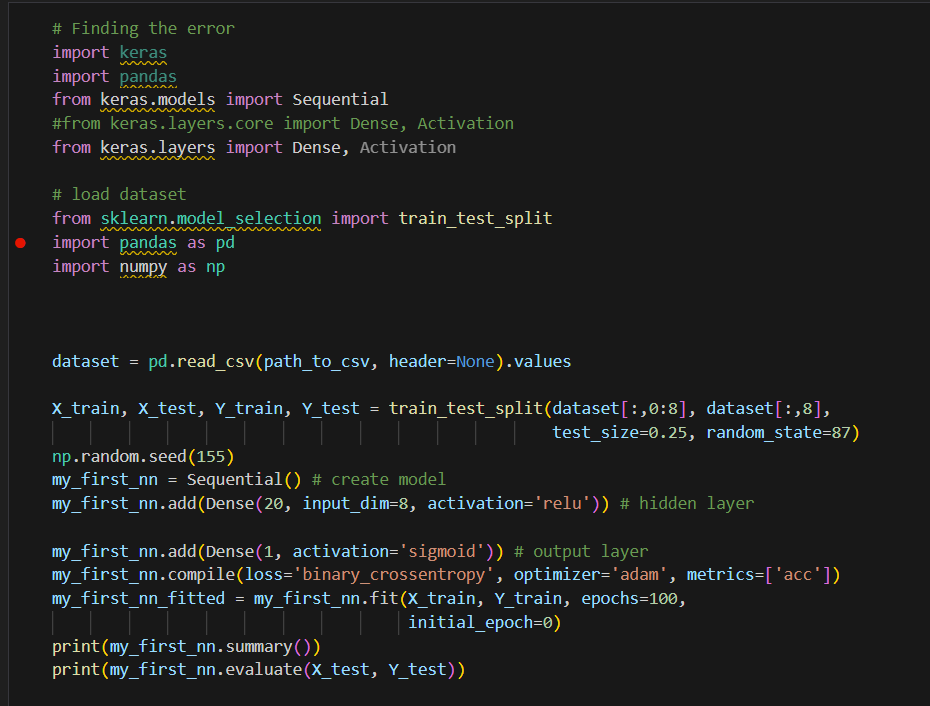 # Finding the error
import keras
import pandas
from keras.models import Sequential
#from keras.layers.core import Dense, Activation
from keras.layers import Dense, Activation
# load dataset
from sklearn.model_selection import train_test_split
import pandas as pd
import numpy as np
dataset = pd.read_csv(path_to_csv, header=None).values
X_train, X_test, Y_train, Y_test = train_test_split(dataset[:,0:8], dataset[:,8],
test_size=0.25, random_state=87)
np.random.seed(155)
my_first_nn = Sequential() # create model
my_first_nn.add(Dense(20, input_dim=8, activation='relu')) # hidden layer
my_first_nn.add(Dense(1, activation='sigmoid')) # output layer
my_first_nn.compile(loss='binary_crossentropy', optimizer='adam', metrics=['acc'])
my_first_nn_fitted = my_first_nn.fit(X_train, Y_train, epochs=100,
initial_epoch=0)
print(my_first_nn.summary())
print(my_first_nn.evaluate(X_test, Y_test))